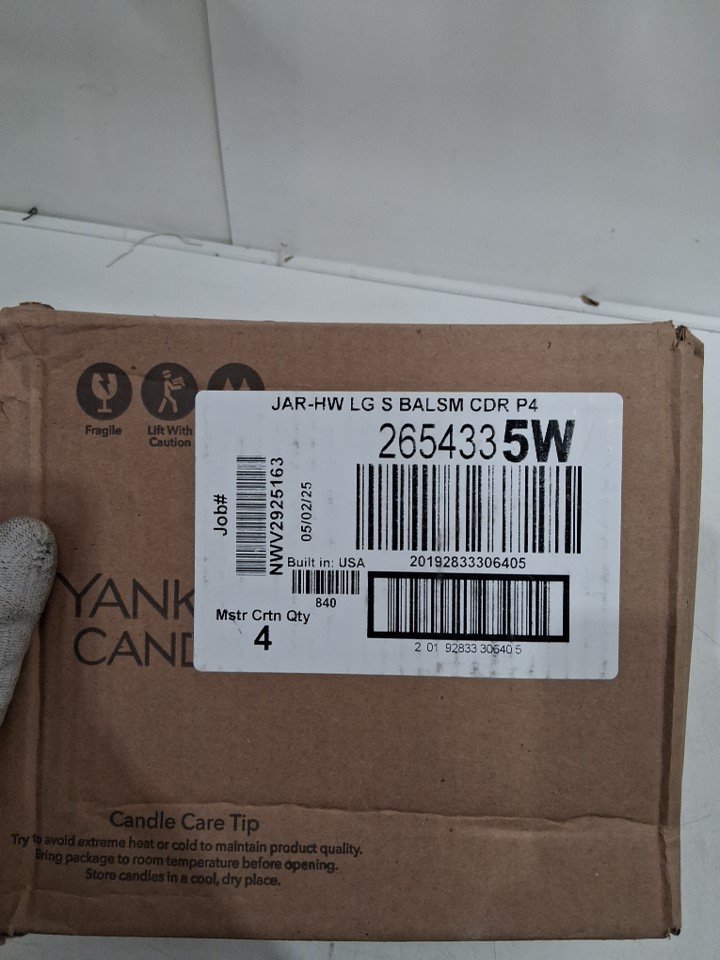 Fragile
Lift With
Caution
JAR-HW LG S BALSM CDR P4
265433 5W
Job#
NWV2925163
05/02/25
20192833306405
Built in: USA
840
Mstr Crtn Qty
4
2 01 92833 30640 5
YANK
CAND
Candle Care Tip
Try to avoid extreme heat or cold to maintain product quality.
Bring package to room temperature before opening.
Store candles in a cool, dry place.